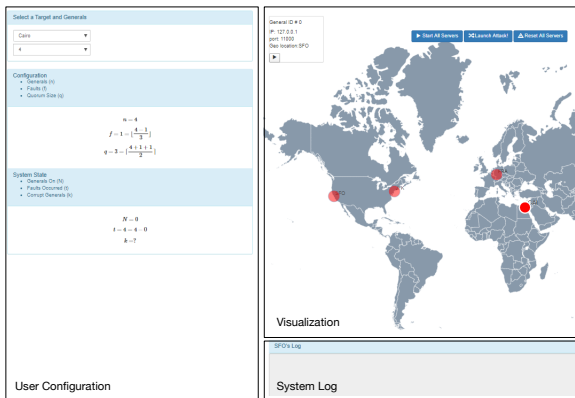 Select a Target and Generals
Cairo
4
Configuration
Generals (n)
Faults (f)
Quorum Size (q)
n = 4
f = 1 = ⌊(4 − 1)/3⌋
q = 3 = ⌈(4 + 1 + 1)/2⌉
System State
Generals On (N)
Faults Occurred (t)
Corrupt Generals (k)
N = 0
t = 4 = 4 − 0
k =?
User Configuration
General ID # 0
IP: 127.0.0.1
port: 11000
Geo location:SFO
Start All Servers
Launch Attack!
Reset All Servers
SFO
Visualization
SFO's Log
System Log